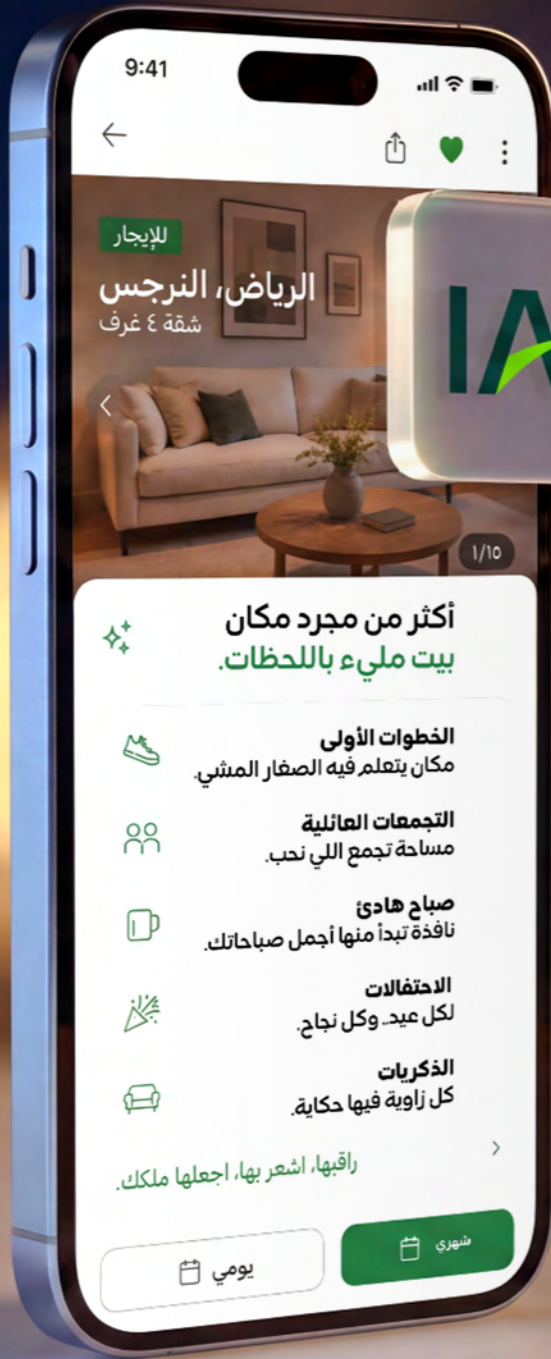 9:41
للإيجار
الرياض، النرجس
شقة ٤ غرف
IA
١/١٥
أكثر من مجرد مكان
بيت مليء باللحظات.
الخطوات الأولى
مكان يتعلم فيه الصغار المشي.
التجمعات العائلية
مساحة تجمع اللي نحب.
صباح هادئ
نافذة تبدأ منها أجمل صباحاتك.
الاحتفالات
لكل عيد.. وكل نجاح.
الذكريات
كل زاوية فيها حكاية.
راقبها، اشعر بها، اجعلها ملكك.
شهري
يومي